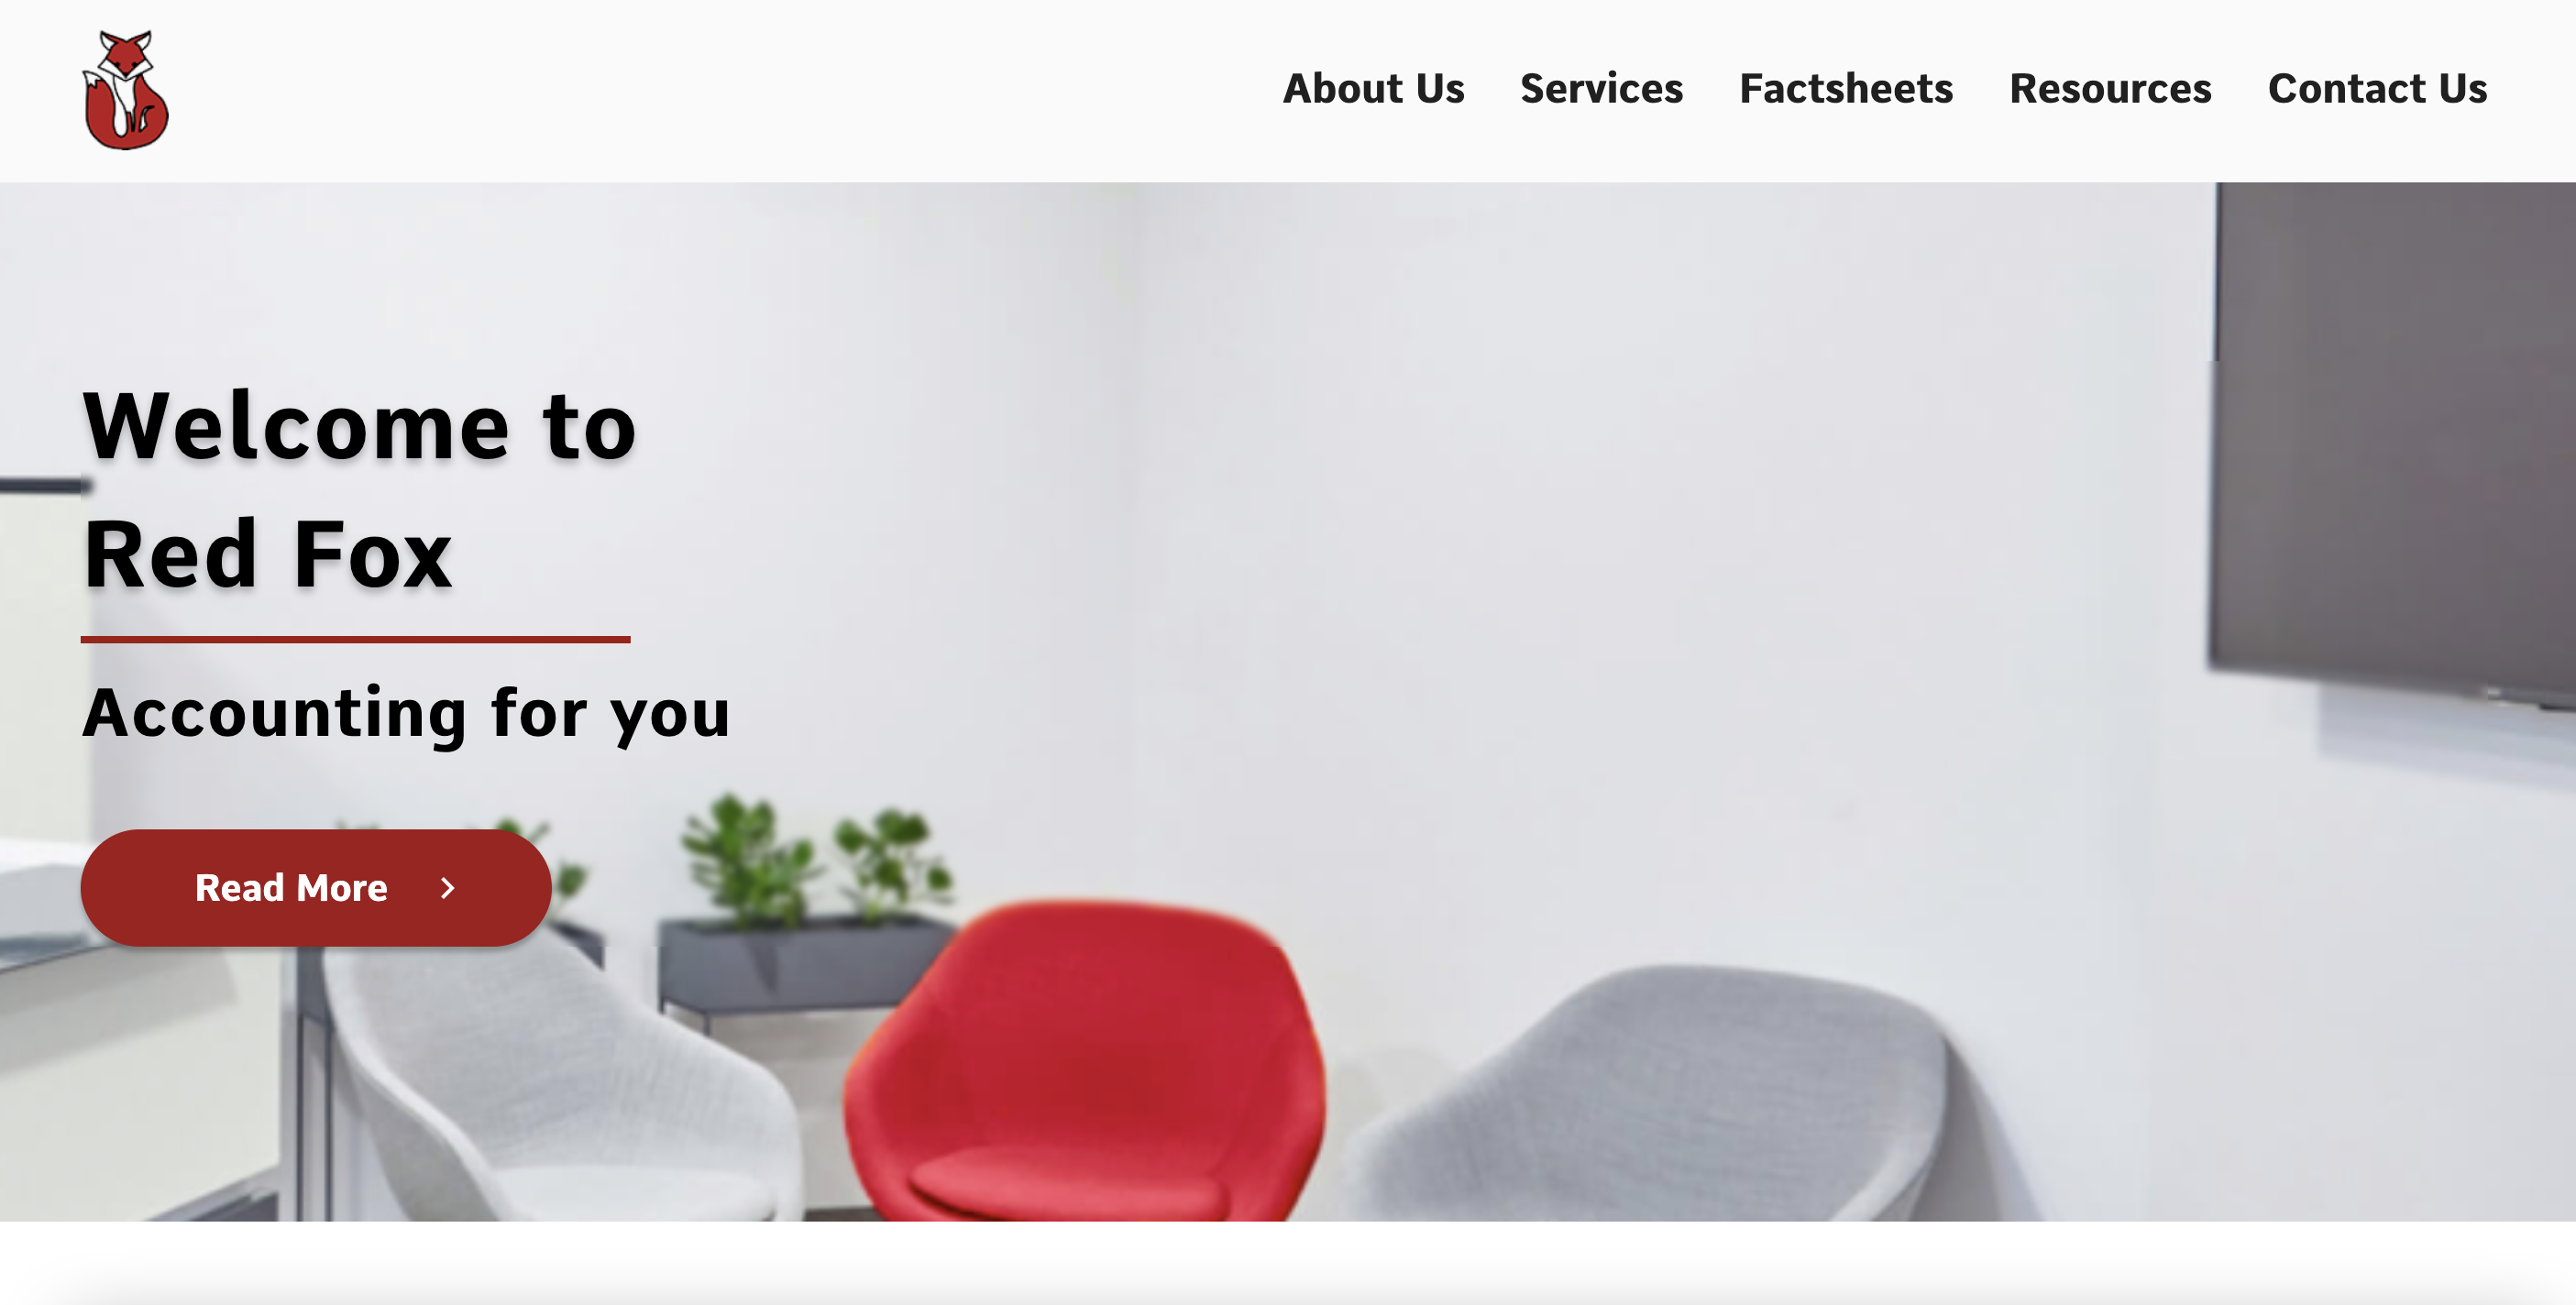 About Us Services Factsheets Resources Contact Us
Welcome to
Red Fox
Accounting for you
Read More